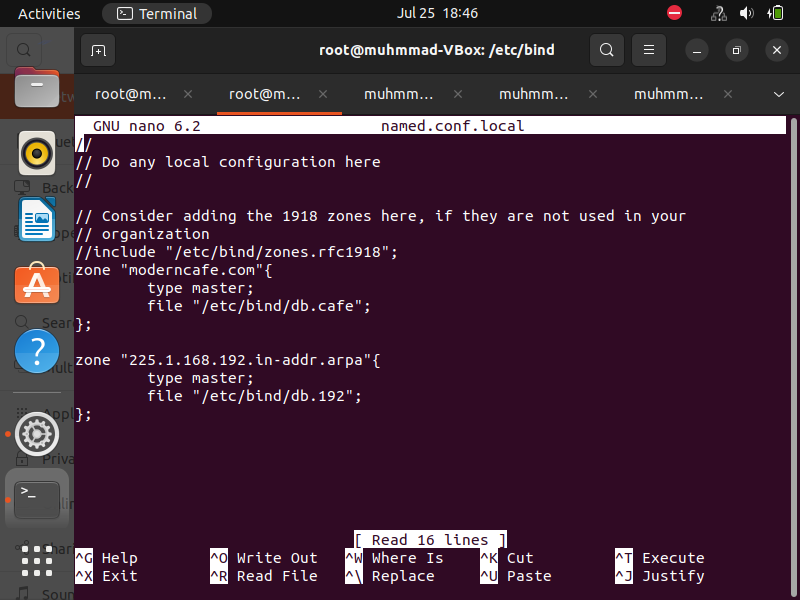 Activities
Terminal
Jul 25 18:46
root@muhmmad-VBox: /etc/bind
root@m...
root@m...
muhmm...
muhmm...
muhmm...
GNU nano 6.2 named.conf.local
//
// Do any local configuration here
//
// Consider adding the 1918 zones here, if they are not used in your
// organization
//include "/etc/bind/zones.rfc1918";
zone "moderncafe.com"{
type master;
file "/etc/bind/db.cafe";
};
zone "225.1.168.192.in-addr.arpa"{
type master;
file "/etc/bind/db.192";
};
[ Read 16 lines ]
^G Help ^O Write Out ^W Where Is ^K Cut ^T Execute
^X Exit ^R Read File ^\ Replace ^U Paste ^J Justify